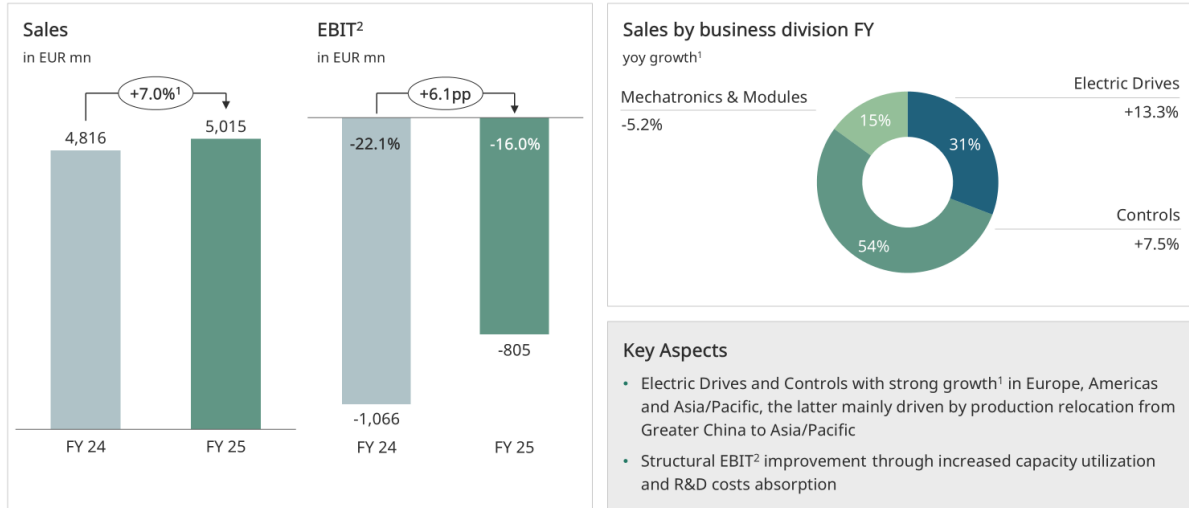 Sales
in EUR mn
+7.0%¹
4,816
5,015
FY 24
FY 25
EBIT²
in EUR mn
+6.1pp
-22.1%
-16.0%
-1,066
-805
FY 24
FY 25
Sales by business division FY
yoy growth¹
Mechatronics & Modules
-5.2%
Electric Drives
+13.3%
Controls
+7.5%
15%
31%
54%
Key Aspects
• Electric Drives and Controls with strong growth¹ in Europe, Americas
and Asia/Pacific, the latter mainly driven by production relocation from
Greater China to Asia/Pacific
• Structural EBIT² improvement through increased capacity utilization
and R&D costs absorption